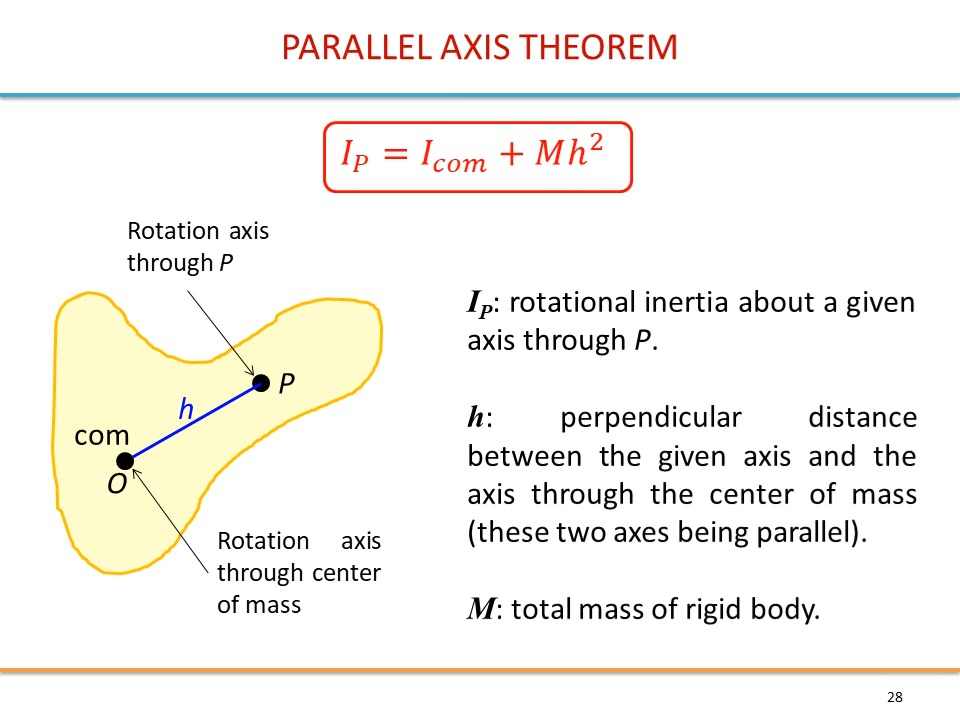 PARALLEL AXIS THEOREM
I_P = I_com + Mh²
Rotation axis
through P
P
h
com
O
Rotation axis
through center
of mass
I_P: rotational inertia about a given
axis through P.
h: perpendicular distance
between the given axis and the
axis through the center of mass
(these two axes being parallel).
M: total mass of rigid body.
28